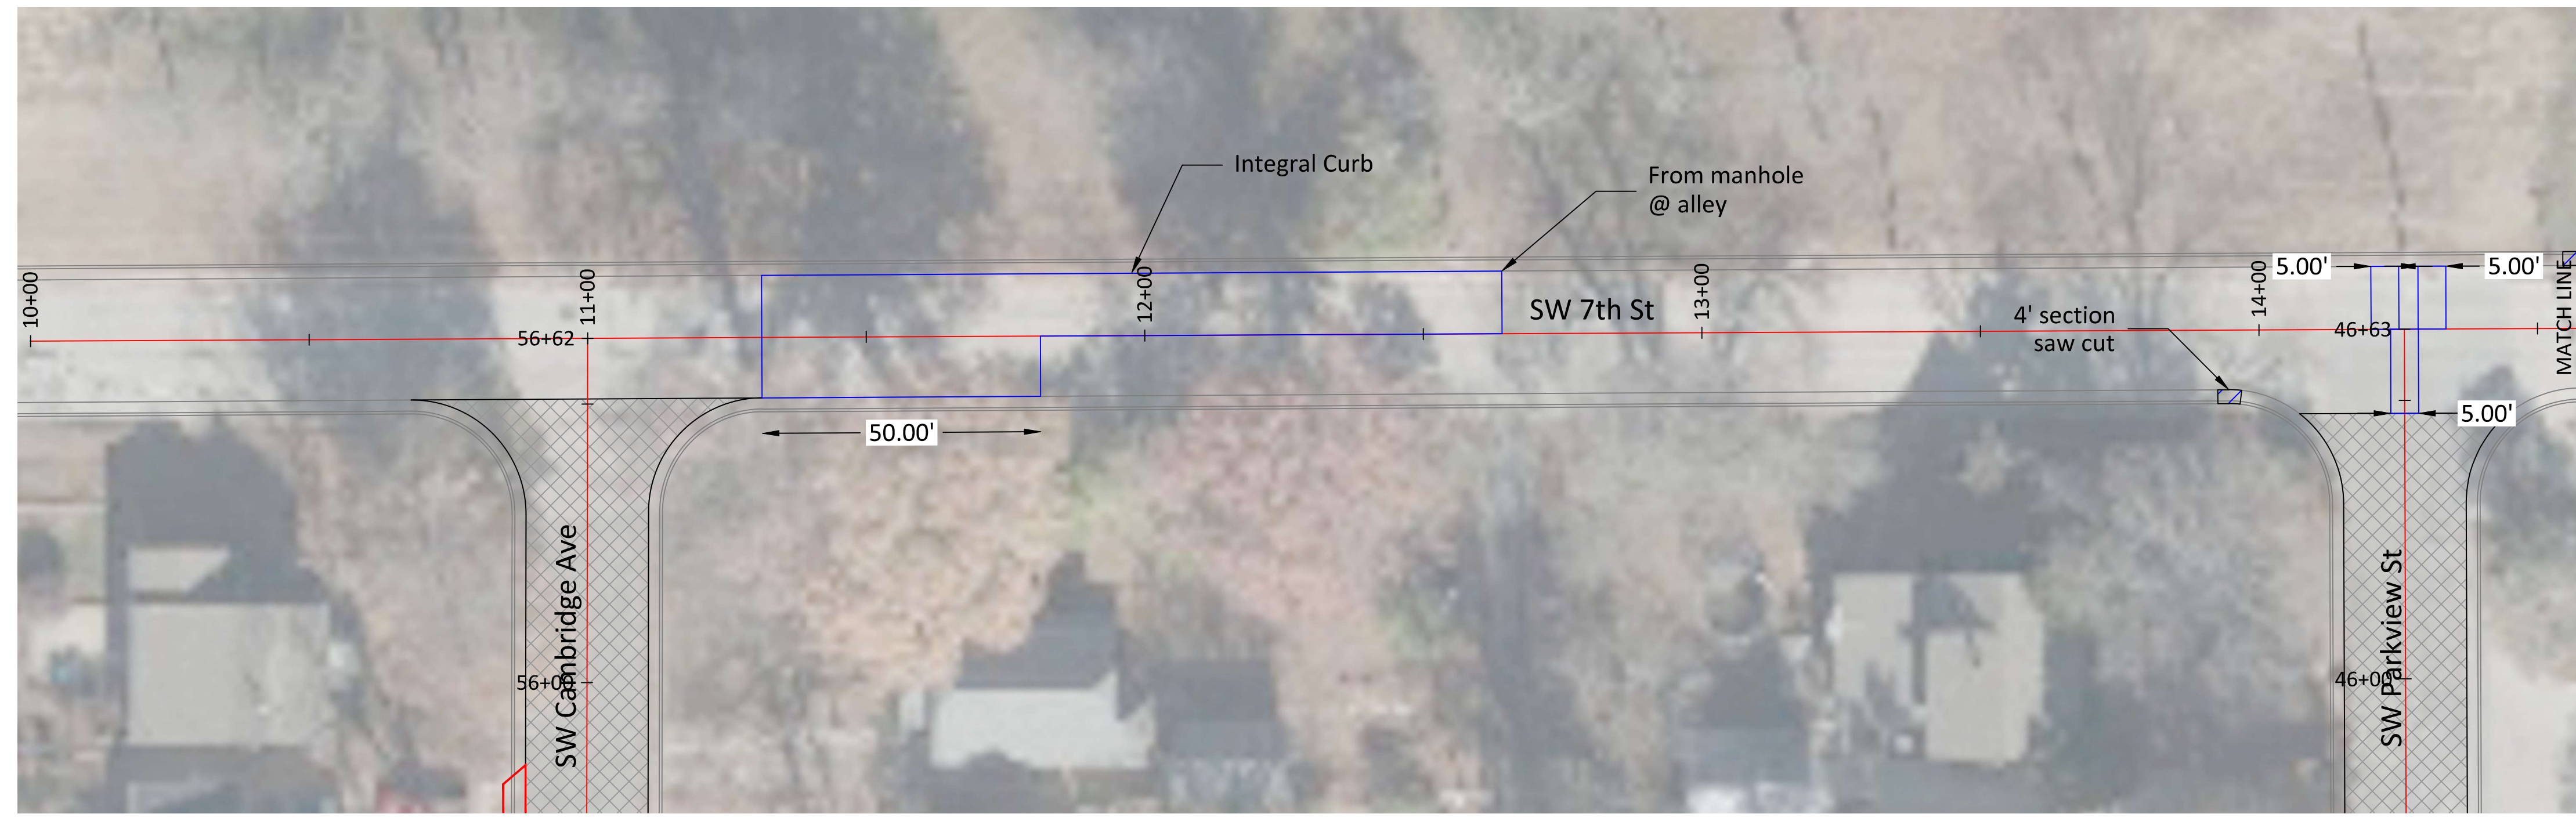 Integral Curb
From manhole
@ alley
10+00
11+00
12+00
13+00
14+00
5.00'
5.00'
MATCH LINE
SW 7th St
4' section
saw cut
56+62
46+63
50.00'
5.00'
SW Cambridge Ave
SW Parkview St
56+00
46+00